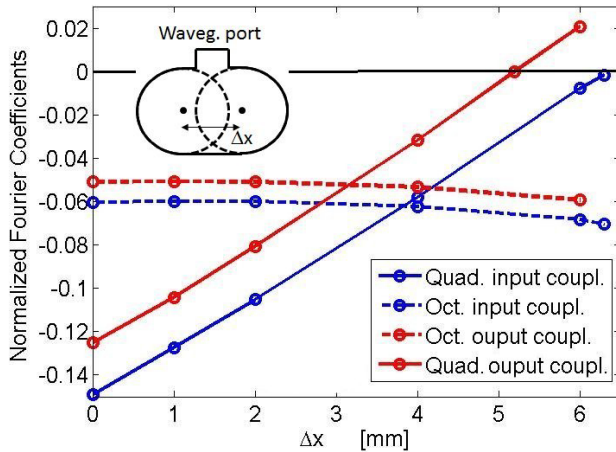 Normalized Fourier Coefficients
0.02
0
-0.02
-0.04
-0.06
-0.08
-0.1
-0.12
-0.14
Waveg. port
Δx
Quad. input coupl.
Oct. input coupl.
Oct. ouput coupl.
Quad. ouput coupl.
0 1 2 3 4 5 6
Δx [mm]